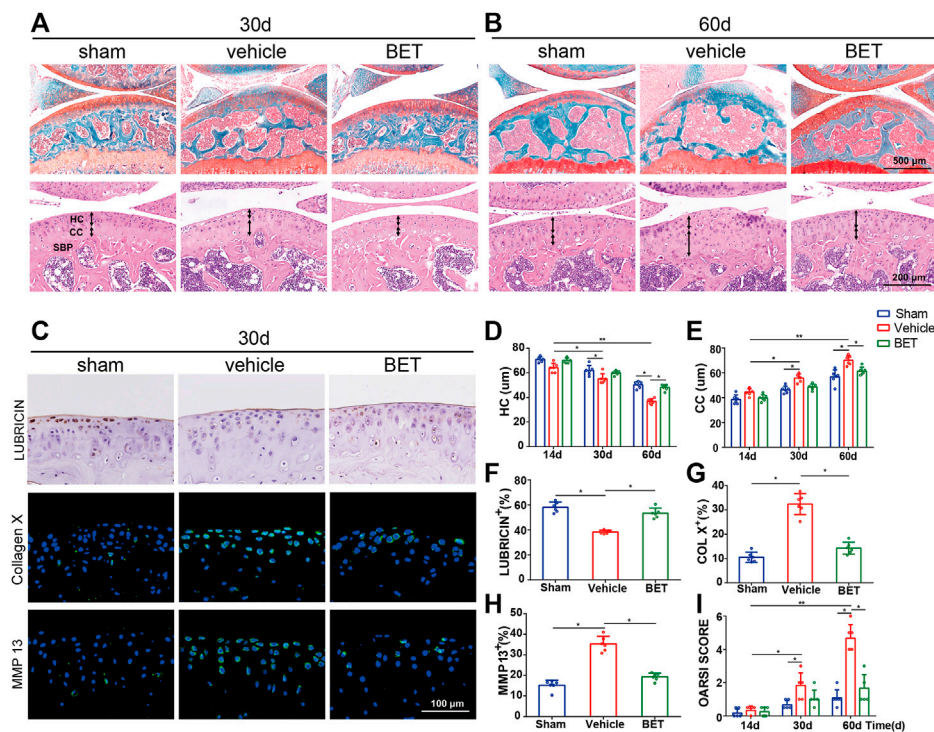 A
30d
sham
vehicle
BET
HC
CC
SBP
B
60d
sham
vehicle
BET
500 μm
200 μm
C
30d
sham
vehicle
BET
LUBRICIN
Collagen X
MMP 13
100 μm
D
HC (um)
80
60
40
20
0
14d
30d
60d
*
**
*
*
*
E
Sham
Vehicle
BET
CC (um)
80
60
40
20
0
14d
30d
60d
*
**
*
*
*
F
LUBRICIN+(%)
80
60
40
20
0
Sham
Vehicle
BET
*
*
G
COL X+(%)
40
30
20
10
0
Sham
Vehicle
BET
*
*
H
MMP13+(%)
50
40
30
20
10
0
Sham
Vehicle
BET
*
*
I
OARSI SCORE
6
4
2
0
14d
30d
60d
Time(d)
*
**
*
*
*